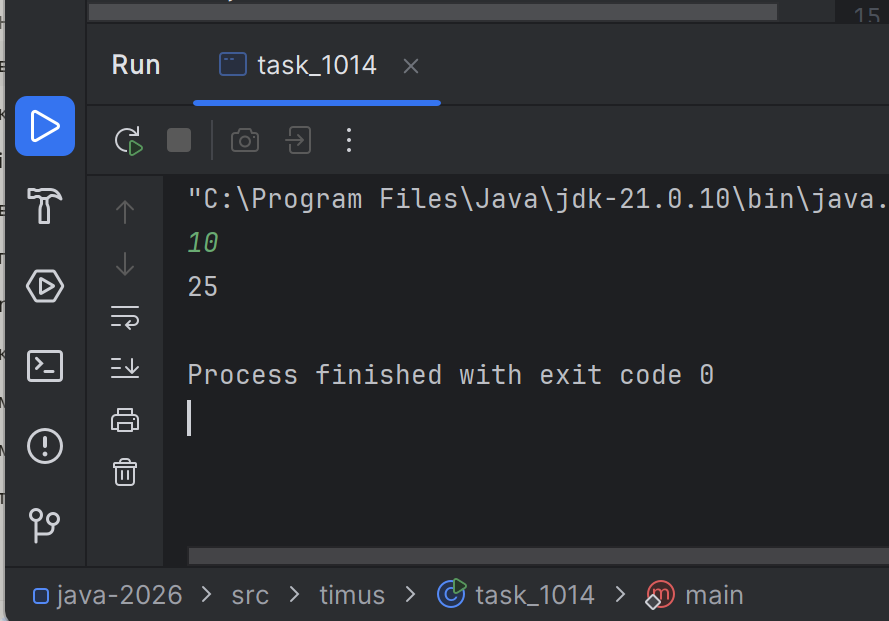 15
Run task_1014
"C:\Program Files\Java\jdk-21.0.10\bin\java.
10
25
Process finished with exit code 0
java-2026 > src > timus > task_1014 > main